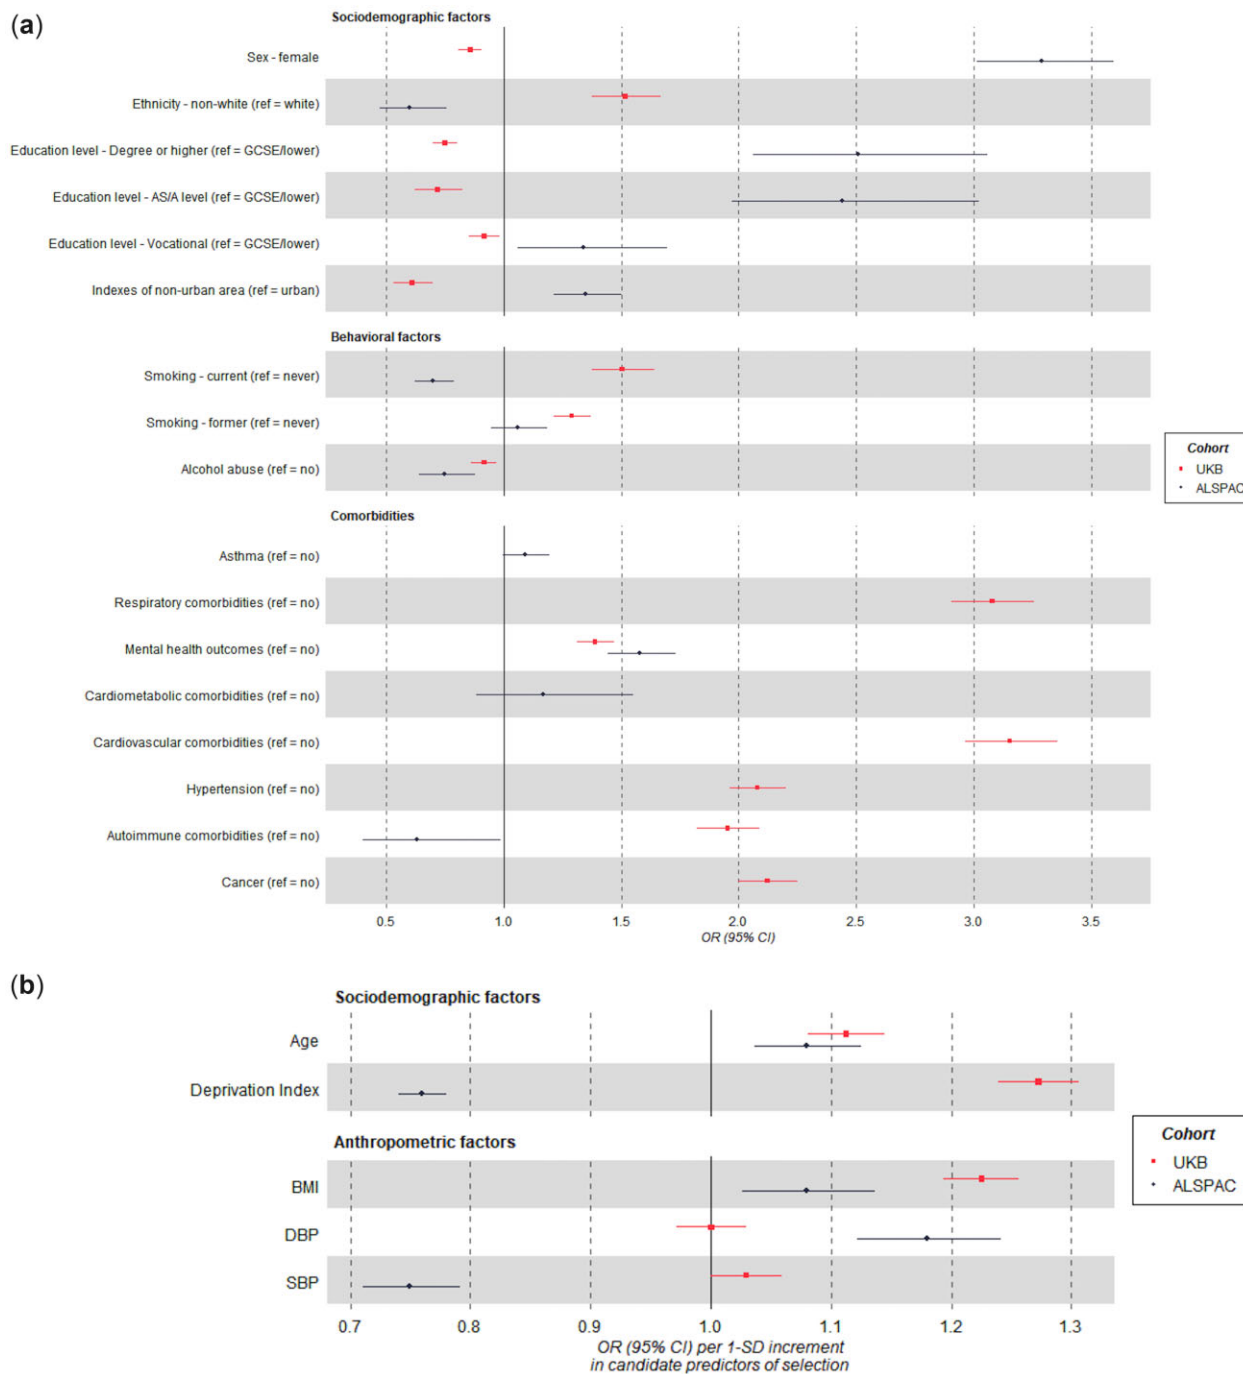 (a)
Sociodemographic factors
Sex - female
Ethnicity - non-white (ref = white)
Education level - Degree or higher (ref = GCSE/lower)
Education level - AS/A level (ref = GCSE/lower)
Education level - Vocational (ref = GCSE/lower)
Indexes of non-urban area (ref = urban)
Behavioral factors
Smoking - current (ref = never)
Smoking - former (ref = never)
Alcohol abuse (ref = no)
Cohort
UKB
ALSPAC
Comorbidities
Asthma (ref = no)
Respiratory comorbidities (ref = no)
Mental health outcomes (ref = no)
Cardiometabolic comorbidities (ref = no)
Cardiovascular comorbidities (ref = no)
Hypertension (ref = no)
Autoimmune comorbidities (ref = no)
Cancer (ref = no)
0.5 1.0 1.5 2.0 2.5 3.0 3.5
OR (95% CI)
(b)
Sociodemographic factors
Age
Deprivation Index
Anthropometric factors
BMI
DBP
SBP
Cohort
UKB
ALSPAC
0.7 0.8 0.9 1.0 1.1 1.2 1.3
OR (95% CI) per 1-SD increment
in candidate predictors of selection